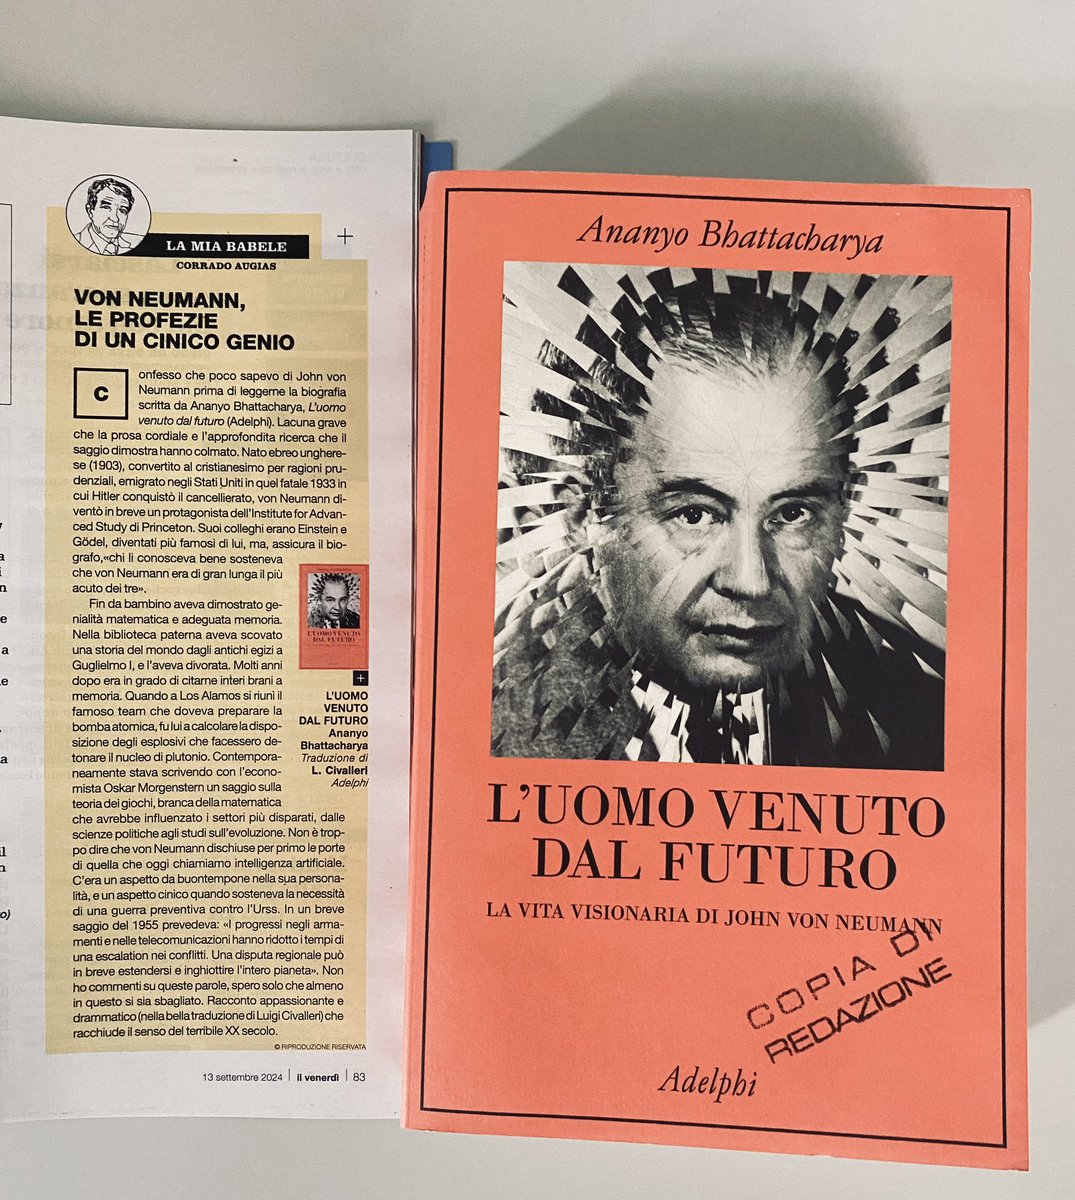 LA MIA BABELE
CORRADO AUGIAS
VON NEUMANN,
LE PROFEZIE
DI UN CINICO GENIO
C
onfesso che poco sapevo di John von
Neumann prima di leggerne la biografia
scritta da Ananyo Bhattacharya, L'uomo
venuto dal futuro (Adelphi). Lacuna grave
che la prosa cordiale e l'approfondita ricerca che il
saggio dimostra hanno colmato. Nato ebreo unghere-
se (1903), convertito al cristianesimo per ragioni pru-
denziali, emigrato negli Stati Uniti in quel fatale 1933 in
cui Hitler conquistò il cancellierato, von Neumann di-
ventò in breve un protagonista dell'Institute for Advan-
ced Study di Princeton. Suoi colleghi erano Einstein e
Gödel, diventati più famosi di lui, ma, assicura il bio-
grafo,«chi li conosceva bene sosteneva
che von Neumann era di gran lunga il più
acuto dei tre».
Fin da bambino aveva dimostrato ge-
nialità matematica e adeguata memoria.
Nella biblioteca paterna aveva scovato
una storia del mondo dagli antichi egizi a
Guglielmo I, e l'aveva divorata. Molti anni
dopo era in grado di citarne interi brani a
memoria. Quando a Los Alamos si riunì il
famoso team che doveva preparare la
bomba atomica, fu lui a calcolare la dispo-
sizione degli esplosivi che facessero de-
tonare il nucleo di plutonio. Contempora-
neamente stava scrivendo con l'econo-
mista Oskar Morgenstern un saggio sulla
teoria dei giochi, branca della matematica
che avrebbe influenzato i settori più disparati, dalle
scienze politiche agli studi sull'evoluzione. Non è trop-
po dire che von Neumann dischiuse per primo le porte
di quella che oggi chiamiamo intelligenza artificiale.
C'era un aspetto da buontempone nella sua persona-
lità, e un aspetto cinico quando sosteneva la necessità
di una guerra preventiva contro l'Urss. In un breve
saggio del 1955 prevedeva: «I progressi negli arma-
menti e nelle telecomunicazioni hanno ridotto i tempi di
una escalation nei conflitti. Una disputa regionale può
in breve estendersi e inghiottire l'intero pianeta». Non
ho commenti su queste parole, spero solo che almeno
in questo si sia sbagliato. Racconto appassionante e
drammatico (nella bella traduzione di Luigi Civalleri) che
racchiude il senso del terribile XX secolo.
L'UOMO VENUTO
DAL FUTURO
L'UOMO
VENUTO
DAL FUTURO
Ananyo
Bhattacharya
Traduzione di
L. Civalleri
Adelphi
© RIPRODUZIONE RISERVATA
13 settembre 2024 | il venerdì | 83
Ananyo Bhattacharya
L'UOMO VENUTO
DAL FUTURO
LA VITA VISIONARIA DI JOHN VON NEUMANN
COPIA DI
REDAZIONE
Adelphi